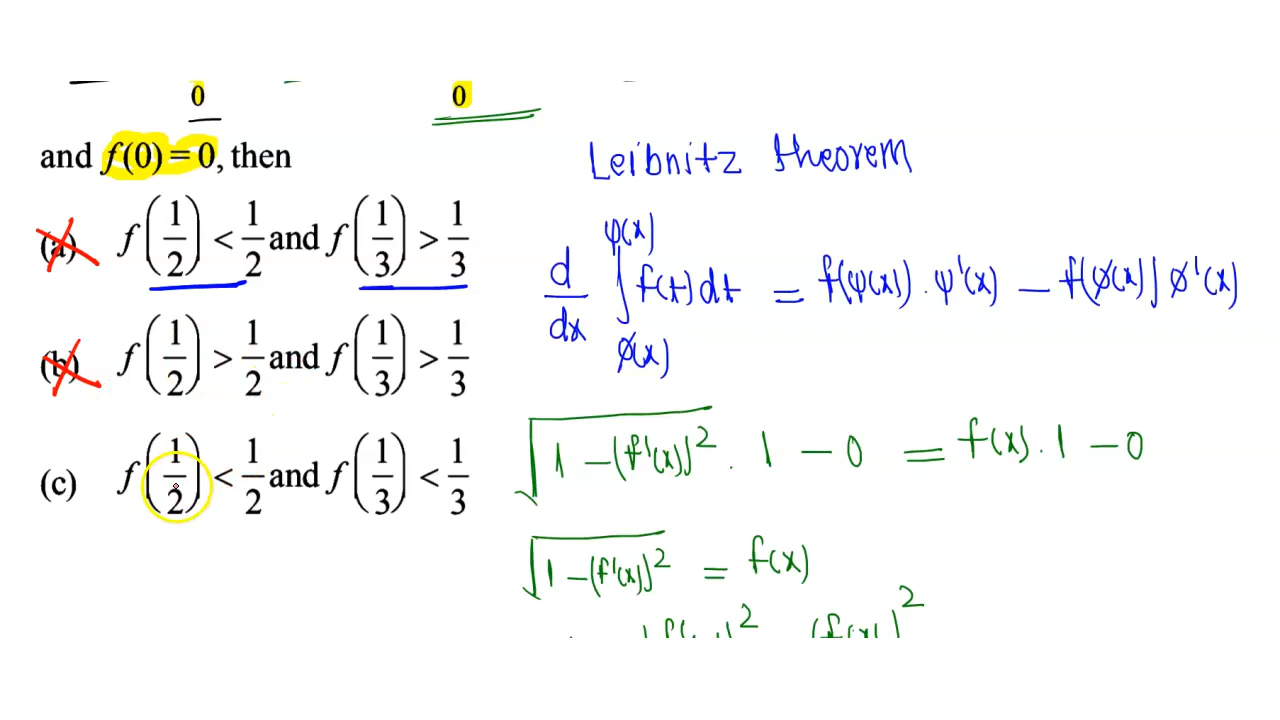 0 0
and f(0) = 0, then
Leibnitz theorem
(a) f(1/2) < 1/2 and f(1/3) > 1/3
d/dx ∫_{φ(x)}^{ψ(x)} f(t) dt = f(ψ(x)) . ψ'(x) − f(φ(x)) φ'(x)
(b) f(1/2) > 1/2 and f(1/3) > 1/3
√(1 − (f'(x))²) . 1 − 0 = f(x) . 1 − 0
(c) f(1/2) < 1/2 and f(1/3) < 1/3
√(1 − (f'(x))²) = f(x)